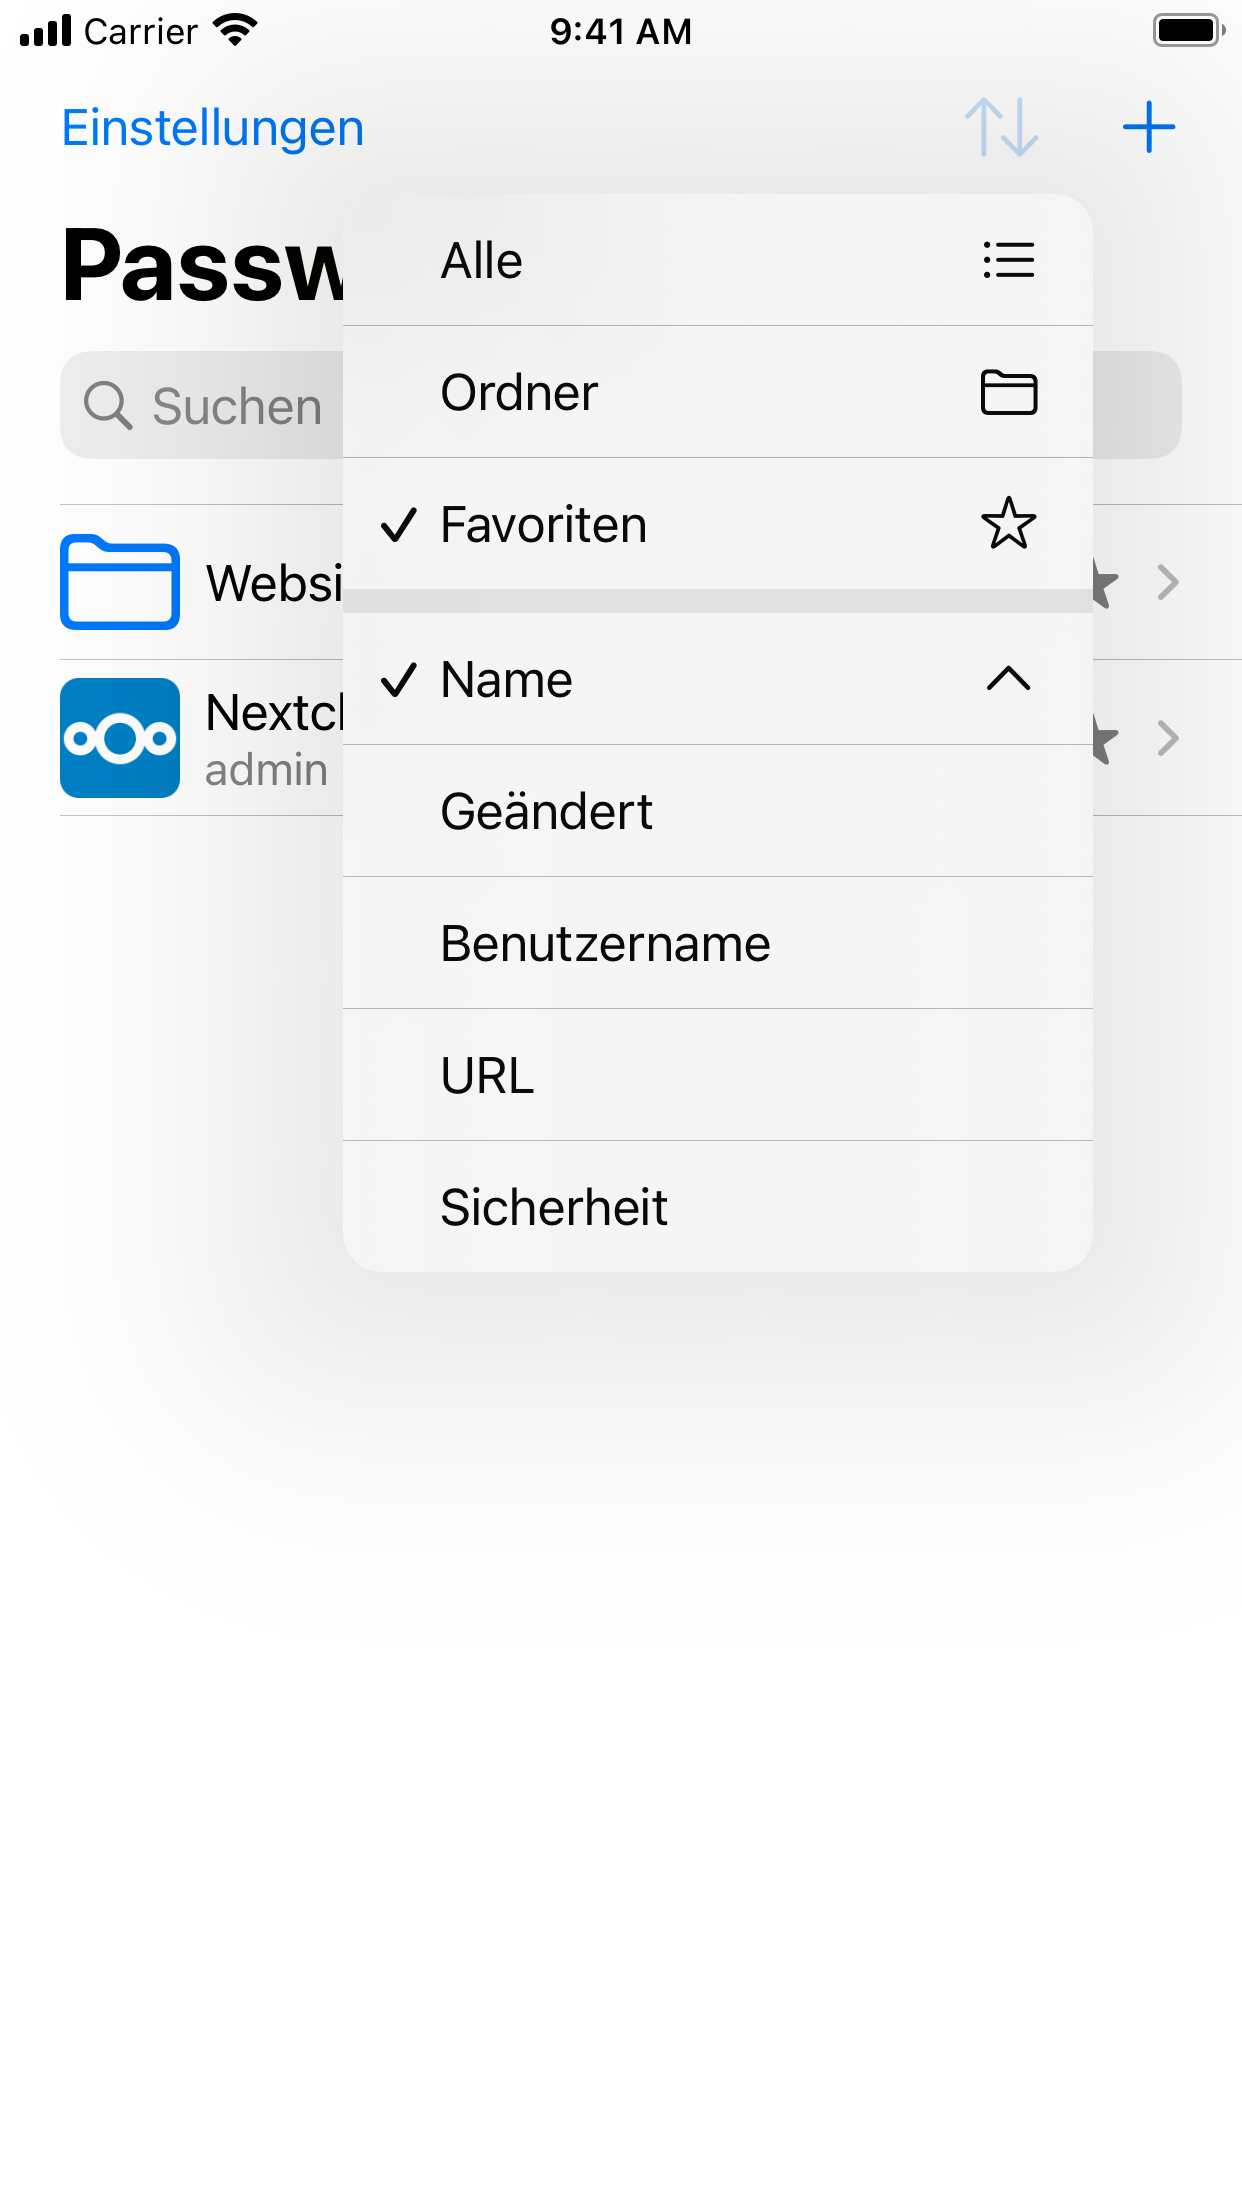 Carrier 9:41 AM
Einstellungen
Passw
Suchen
Alle
Ordner
Favoriten
Websi
Name
Nextcl
admin
Geändert
Benutzername
URL
Sicherheit